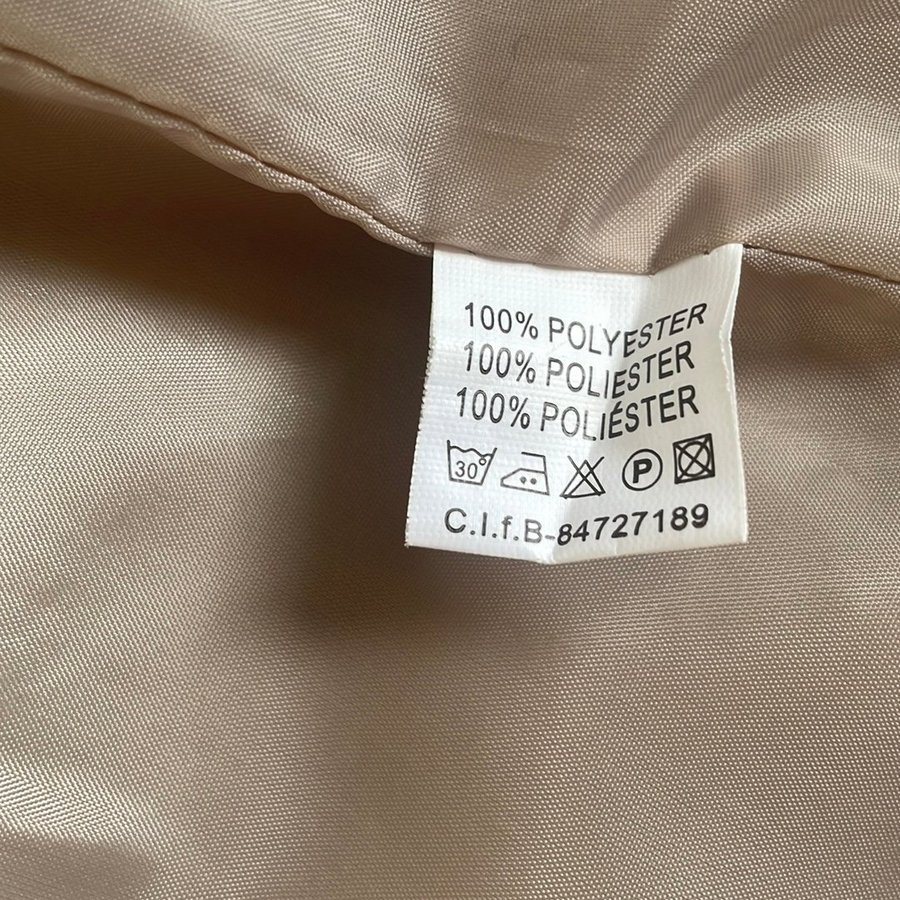 100% POLYESTER
100% POLIESTER
100% POLIÉSTER
30 P
C.I.f.B-84727189